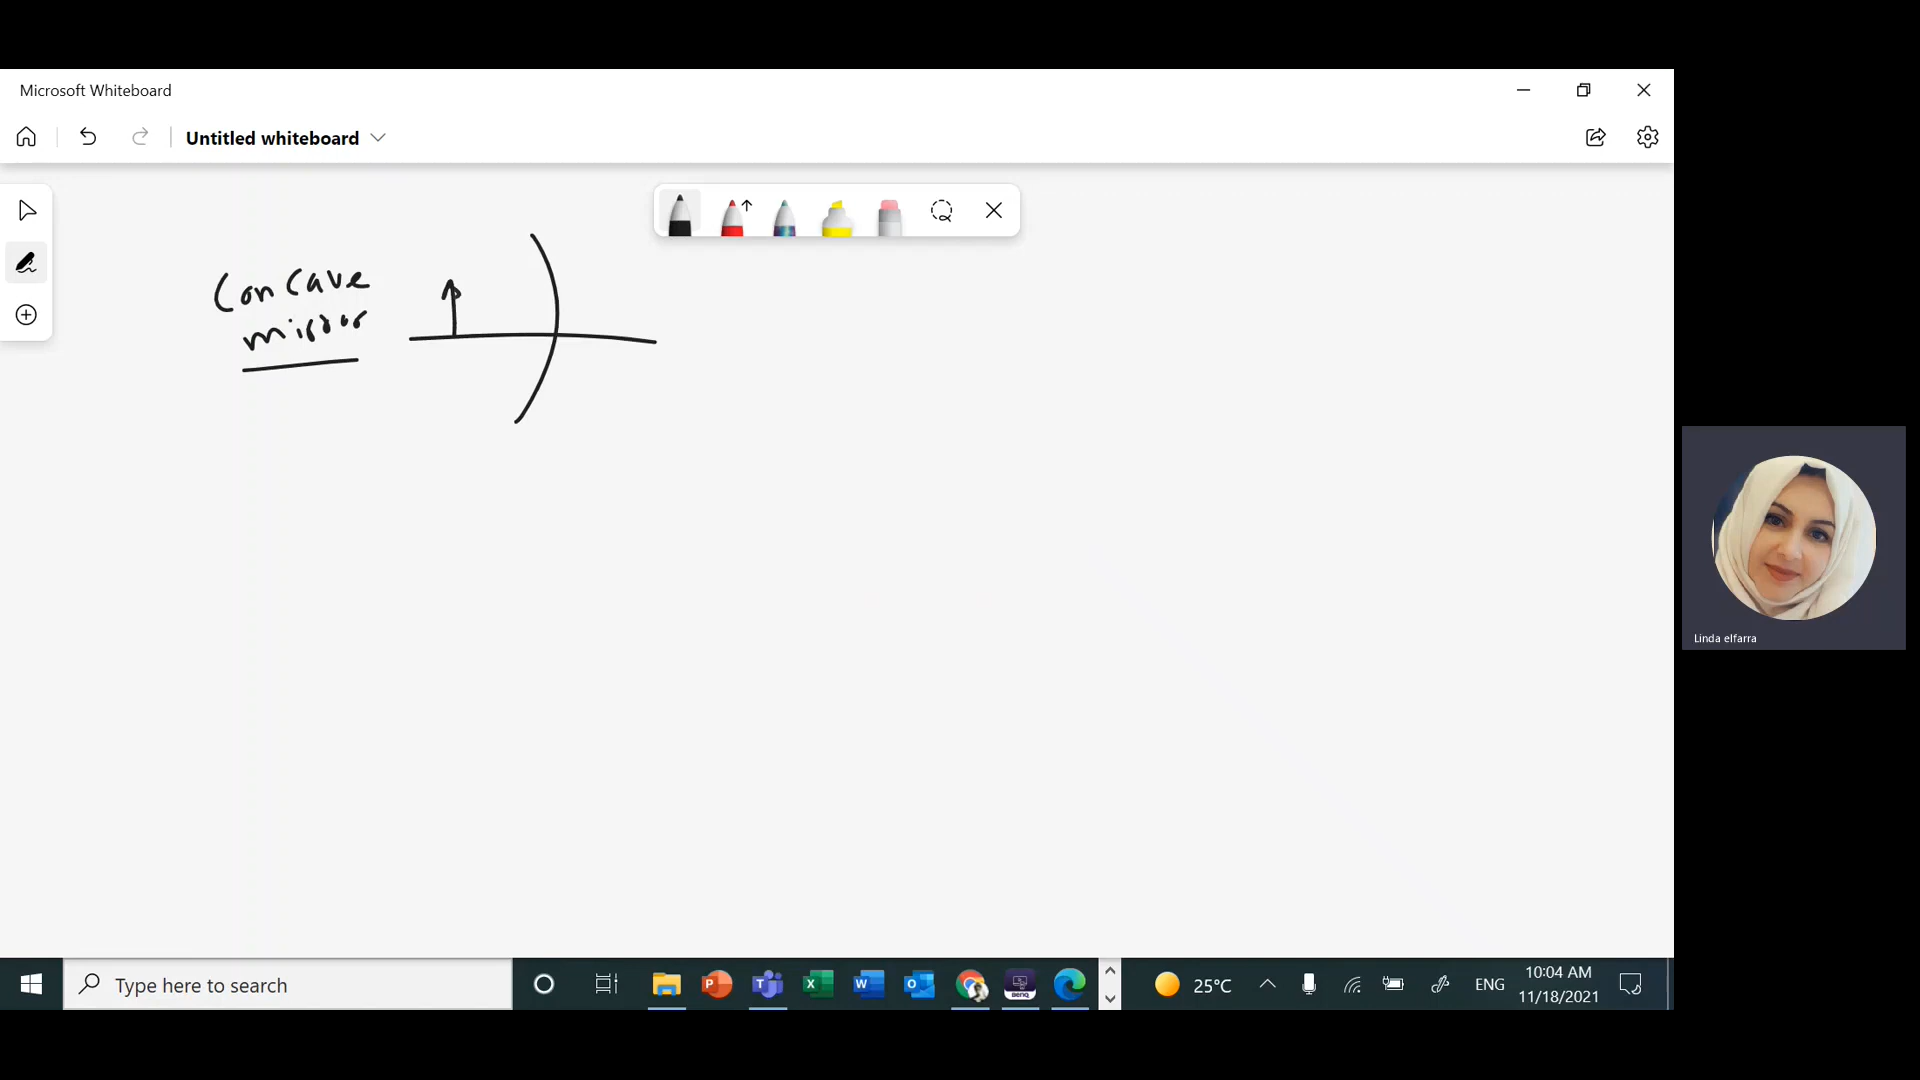 Microsoft Whiteboard
Untitled whiteboard
Concave
mirror
Linda elfarra
Type here to search
25°C
ENG
10:04 AM
11/18/2021